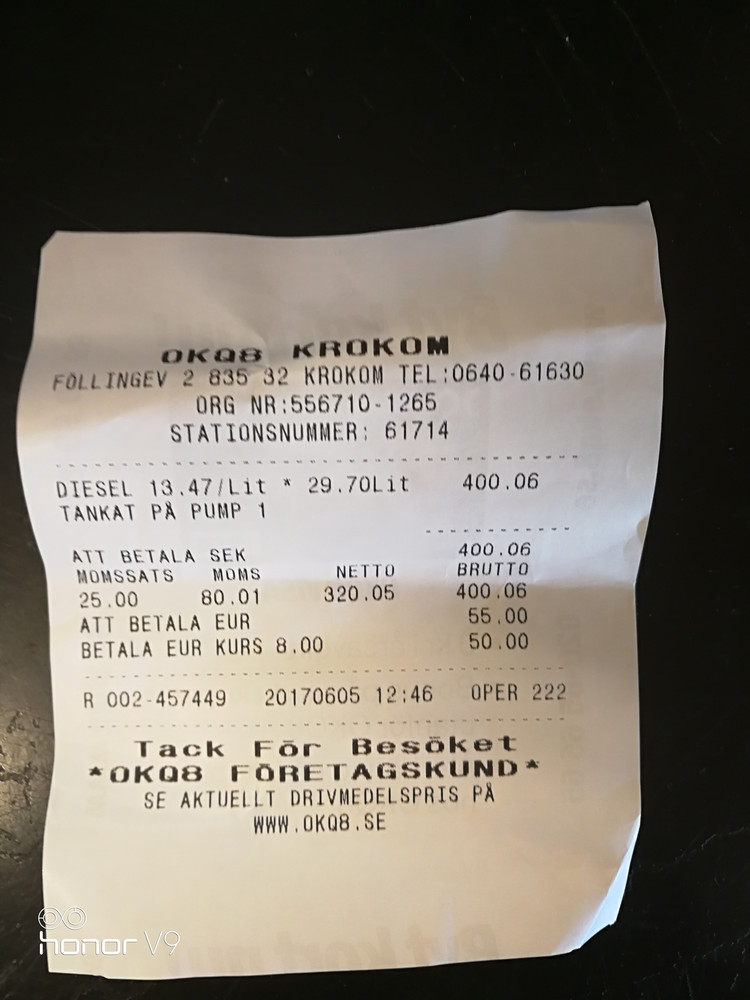 OKQ8 KROKOM
FÖLLINGEV 2 835 32 KROKOM TEL:0640-61630
ORG NR:556710-1265
STATIONSNUMMER: 61714
DIESEL 13.47/Lit * 29.70Lit 400.06
TANKAT PÅ PUMP 1
ATT BETALA SEK 400.06
MOMSSATS MOMS NETTO BRUTTO
25.00 80.01 320.05 400.06
ATT BETALA EUR 55.00
BETALA EUR KURS 8.00 50.00
R 002-457449 20170605 12:46 OPER 222
Tack För Besöket
*OKQ8 FÖRETAGSKUND*
SE AKTUELLT DRIVMEDELSPRIS PÅ
WWW.OKQ8.SE
honor V9